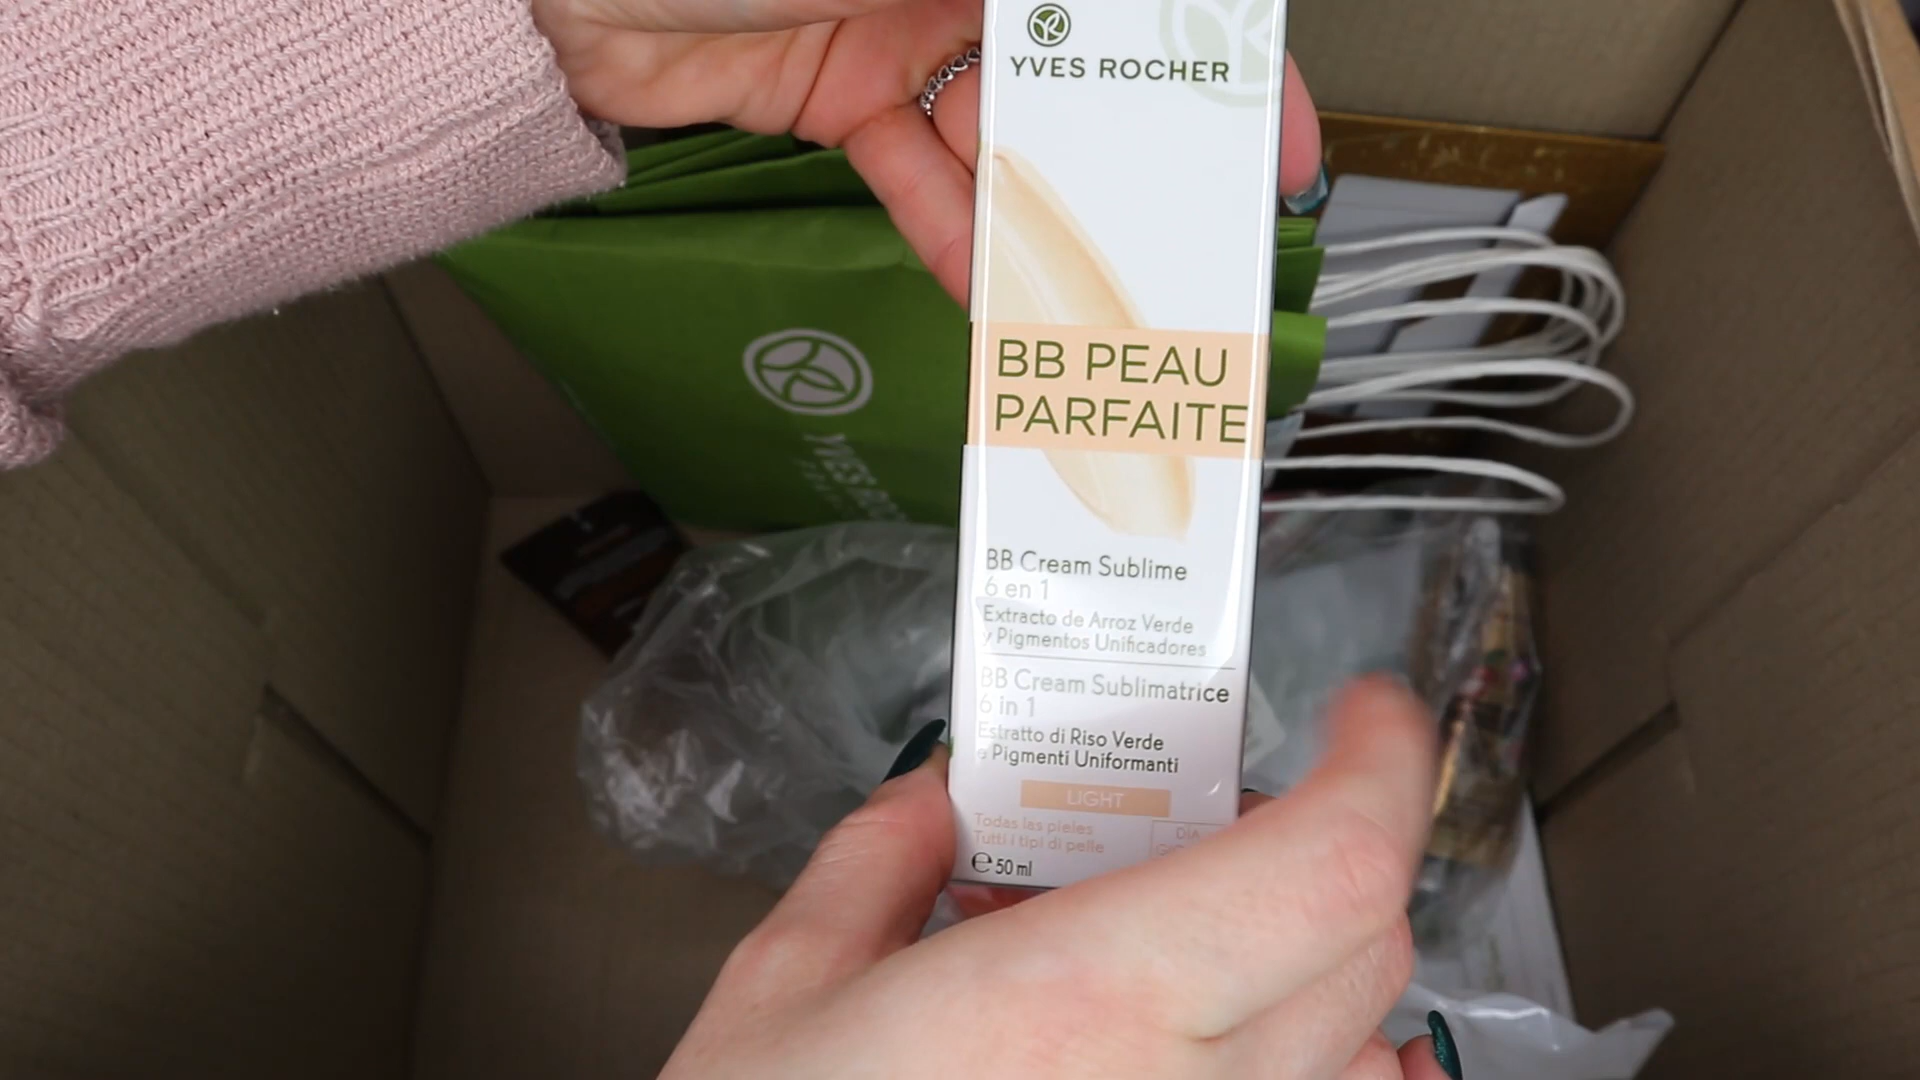 YVES ROCHER
BB PEAU
PARFAITE
BB Cream Sublime
6 en 1
Extracto de Arroz Verde
y Pigmentos Unificadores
BB Cream Sublimatrice
6 in 1
Estratto di Riso Verde
e Pigmenti Uniformanti
LIGHT
Todas las pieles
Tutti i tipi di pelle
DÍA
℮ 50 ml
YVES